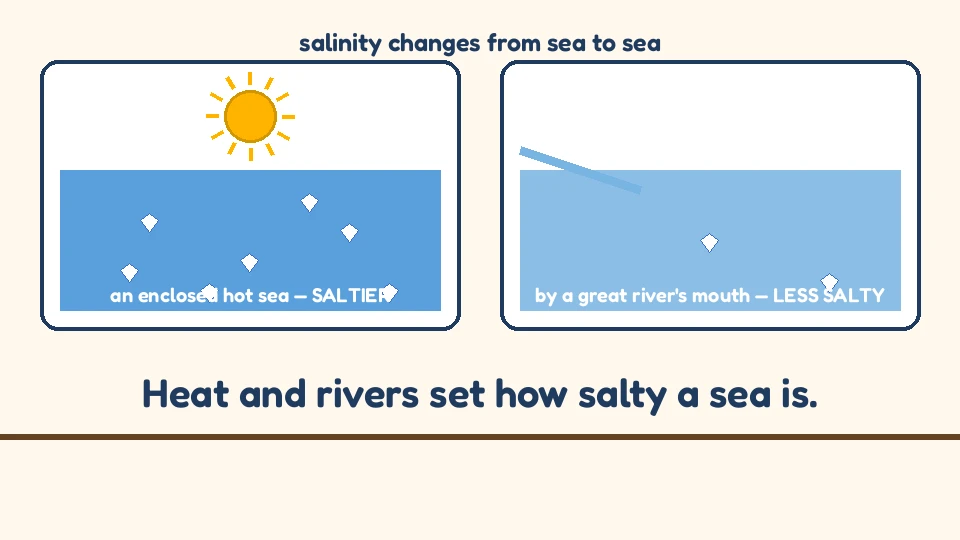 salinity changes from sea to sea
an enclosed hot sea — SALTIER
by a great river's mouth — LESS SALTY
Heat and rivers set how salty a sea is.